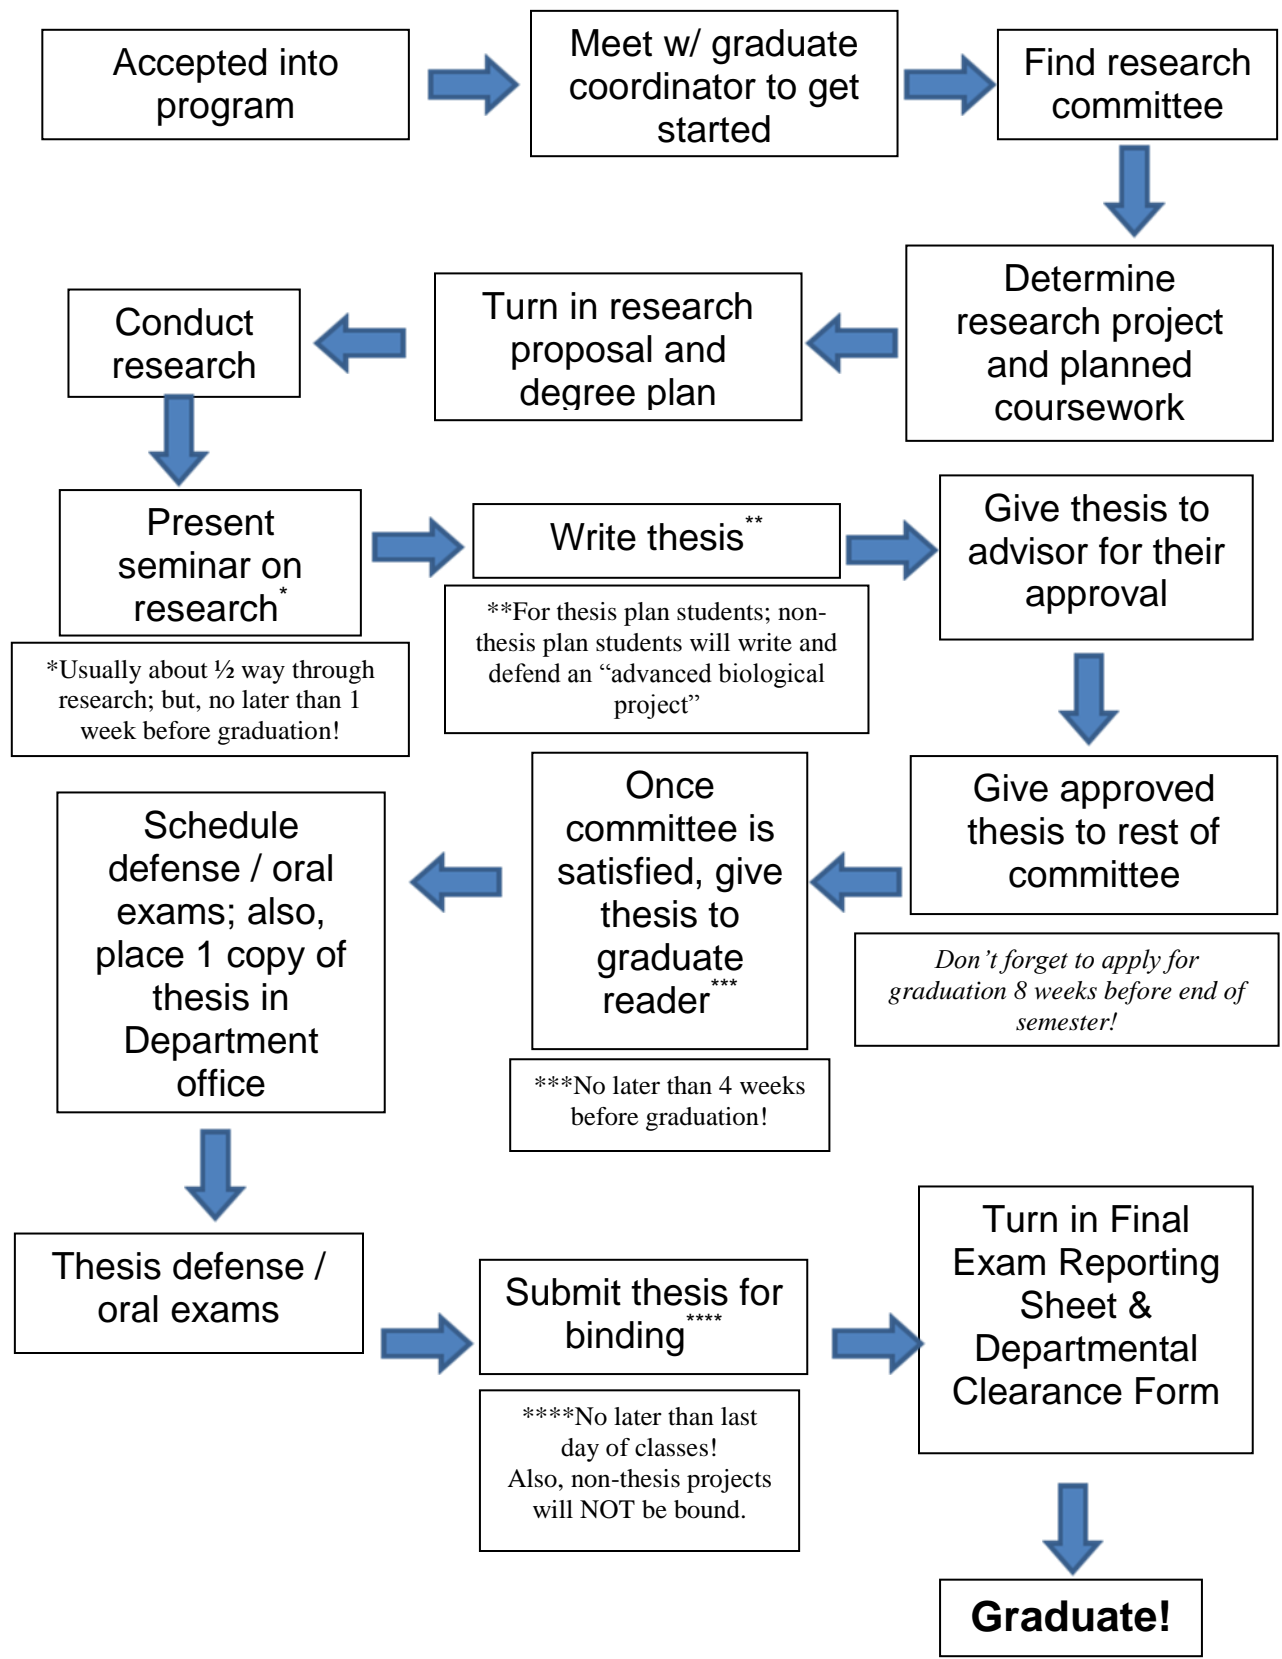 Accepted into
program
Meet w/ graduate
coordinator to get
started
Find research
committee
Determine
research project
and planned
coursework
Turn in research
proposal and
degree plan
Conduct
research
Present
seminar on
research*
*Usually about ½ way through
research; but, no later than 1
week before graduation!
Write thesis**
**For thesis plan students; non-
thesis plan students will write and
defend an “advanced biological
project”
Give thesis to
advisor for their
approval
Give approved
thesis to rest of
committee
Don’t forget to apply for
graduation 8 weeks before end of
semester!
Once
committee is
satisfied, give
thesis to
graduate
reader***
***No later than 4 weeks
before graduation!
Schedule
defense / oral
exams; also,
place 1 copy of
thesis in
Department
office
Thesis defense /
oral exams
Submit thesis for
binding****
****No later than last
day of classes!
Also, non-thesis projects
will NOT be bound.
Turn in Final
Exam Reporting
Sheet &
Departmental
Clearance Form
Graduate!